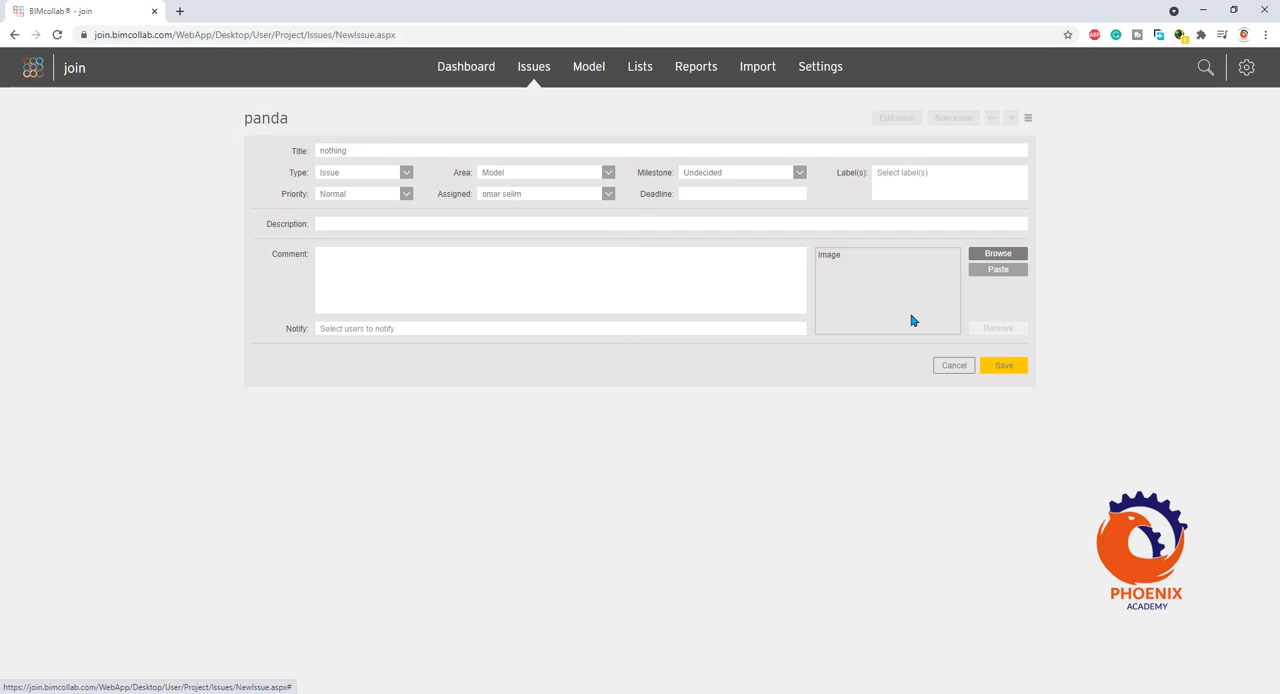 BIMcollab® - join
join.bimcollab.com/WebApp/Desktop/User/Project/Issues/NewIssue.aspx
ABP
join
Dashboard Issues Model Lists Reports Import Settings
panda
Edit issue New issue
Title: nothing
Type: Issue Area: Model Milestone: Undecided Label(s): Select label(s)
Priority: Normal Assigned: omar selim Deadline:
Description:
Comment: Image Browse
Paste
Notify: Select users to notify Remove
Cancel Save
PHOENIX
ACADEMY
https://join.bimcollab.com/WebApp/Desktop/User/Project/Issues/NewIssue.aspx#